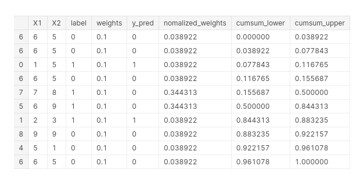 X1 X2 label weights y_pred nomalized_weights cumsum_lower cumsum_upper
6 6 5 0 0.1 0 0.038922 0.000000 0.038922
6 6 5 0 0.1 0 0.038922 0.038922 0.077843
0 1 5 1 0.1 1 0.038922 0.077843 0.116765
6 6 5 0 0.1 0 0.038922 0.116765 0.155687
7 7 8 1 0.1 0 0.344313 0.155687 0.500000
5 6 9 1 0.1 0 0.344313 0.500000 0.844313
1 2 3 1 0.1 1 0.038922 0.844313 0.883235
8 9 9 0 0.1 0 0.038922 0.883235 0.922157
4 5 1 0 0.1 0 0.038922 0.922157 0.961078
6 6 5 0 0.1 0 0.038922 0.961078 1.000000